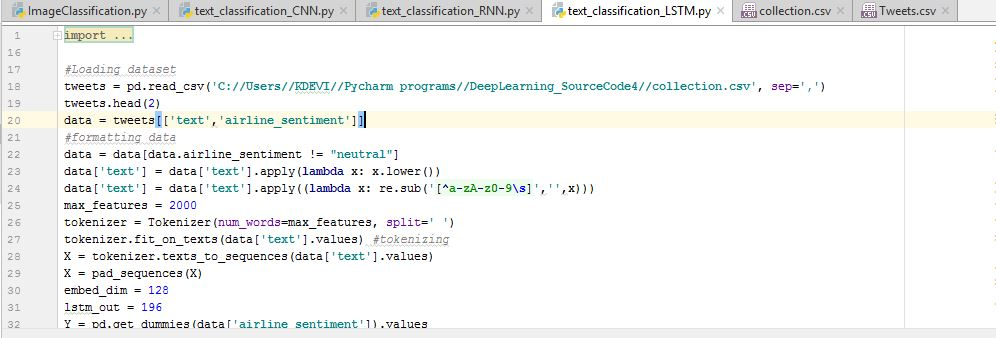 ImageClassification.py × text_classification_CNN.py × text_classification_RNN.py × text_classification_LSTM.py × collection.csv × Tweets.csv ×
1 import ...
16
17 #Loading dataset
18 tweets = pd.read_csv('C://Users//KDEVI//Pycharm programs//DeepLearning_SourceCode4//collection.csv', sep=',')
19 tweets.head(2)
20 data = tweets[['text','airline_sentiment']]
21 #formatting data
22 data = data[data.airline_sentiment != "neutral"]
23 data['text'] = data['text'].apply(lambda x: x.lower())
24 data['text'] = data['text'].apply((lambda x: re.sub('[^a-zA-z0-9\s]','',x)))
25 max_features = 2000
26 tokenizer = Tokenizer(num_words=max_features, split=' ')
27 tokenizer.fit_on_texts(data['text'].values) #tokenizing
28 X = tokenizer.texts_to_sequences(data['text'].values)
29 X = pad_sequences(X)
30 embed_dim = 128
31 lstm_out = 196
32 Y = pd.get_dummies(data['airline_sentiment']).values